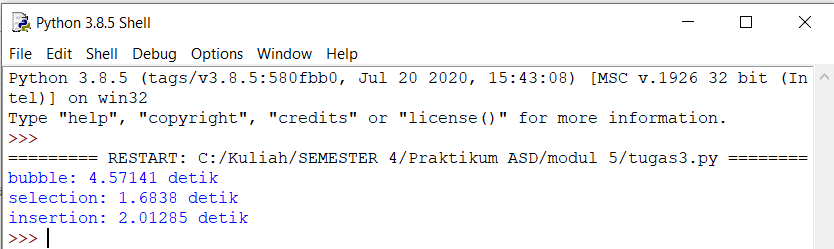 Python 3.8.5 Shell
File Edit Shell Debug Options Window Help
Python 3.8.5 (tags/v3.8.5:580fbb0, Jul 20 2020, 15:43:08) [MSC v.1926 32 bit (In
tel)] on win32
Type "help", "copyright", "credits" or "license()" for more information.
>>>
========= RESTART: C:/Kuliah/SEMESTER 4/Praktikum ASD/modul 5/tugas3.py ========
bubble: 4.57141 detik
selection: 1.6838 detik
insertion: 2.01285 detik
>>>